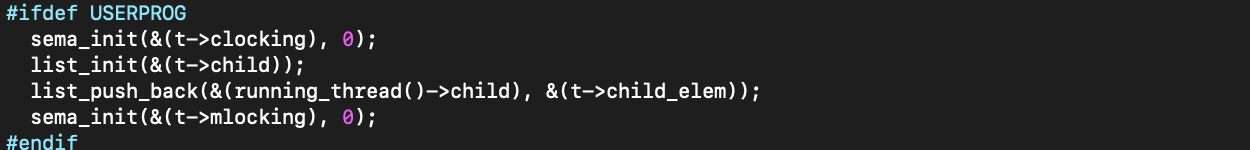 #ifdef USERPROG
  sema_init(&(t->clocking), 0);
  list_init(&(t->child));
  list_push_back(&(running_thread()->child), &(t->child_elem));
  sema_init(&(t->mlocking), 0);
#endif